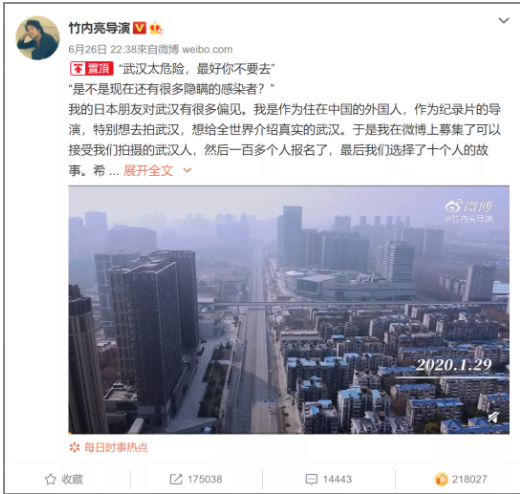 竹内亮导演
6月26日 22:38來自微博 weibo.com
置頂 “武汉太危险，最好你不要去”
“是不是现在还有很多隐瞒的感染者？”
我的日本朋友对武汉有很多偏见。我是作为住在中国的外国人，作为纪录片的导
演，特别想去拍武汉，想给全世界介绍真实的武汉。于是我在微博上募集了可以
接受我们拍摄的武汉人，然后一百多个人报名了，最后我们选择了十个人的故
事。希 ... 展开全文
微博
@竹内亮导演
2020.1.29
每日时事热点
收藏 175038 14443 218027